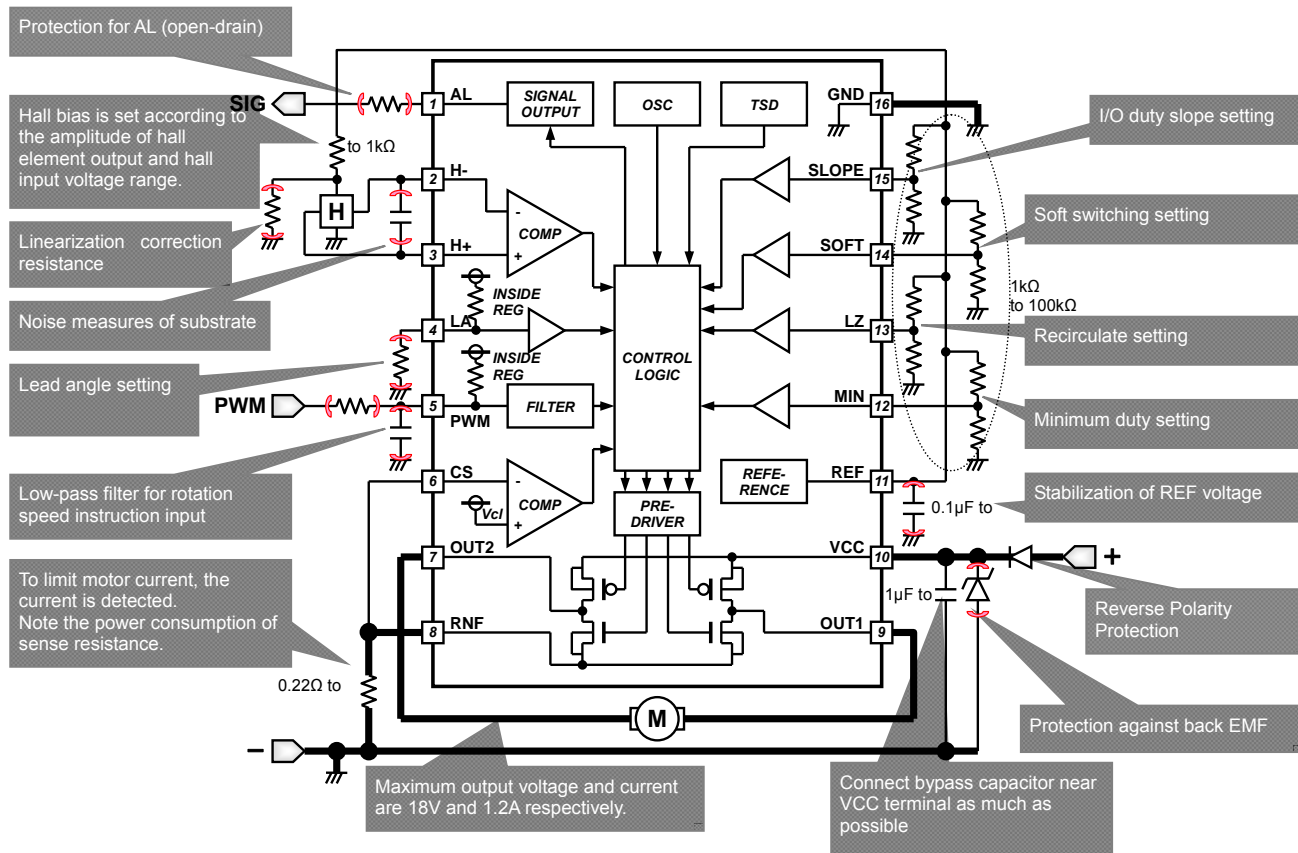 Protection for AL (open-drain)
SIG
Hall bias is set according to
the amplitude of hall
element output and hall
input voltage range.
to 1kΩ
H
Linearization correction
resistance
Noise measures of substrate
Lead angle setting
PWM
Low-pass filter for rotation
speed instruction input
To limit motor current, the
current is detected.
Note the power consumption of
sense resistance.
0.22Ω to
–
1
AL
SIGNAL
OUTPUT
OSC
TSD
GND
16
2
H-
-
COMP
+
3
H+
SLOPE
15
SOFT
14
INSIDE
REG
4
LA
INSIDE
REG
5
PWM
FILTER
CONTROL
LOGIC
LZ
13
MIN
12
6
CS
-
COMP
+
Vcl
PRE-
DRIVER
REFE-
RENCE
REF
11
7
OUT2
VCC
10
8
RNF
OUT1
9
M
I/O duty slope setting
Soft switching setting
1kΩ
to 100kΩ
Recirculate setting
Minimum duty setting
Stabilization of REF voltage
0.1µF to
+
1µF to
Reverse Polarity
Protection
Protection against back EMF
Maximum output voltage and current
are 18V and 1.2A respectively.
Connect bypass capacitor near
VCC terminal as much as
possible